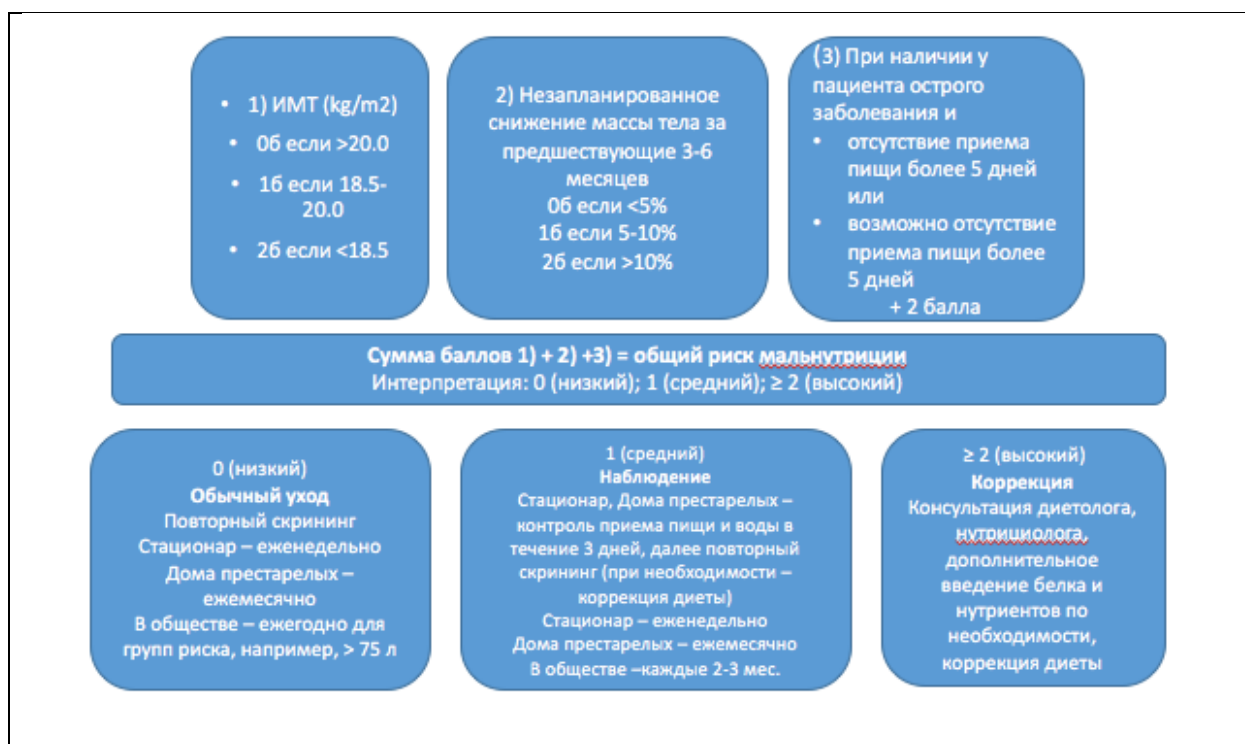 • 1) ИМТ (kg/m2)
• 0б если >20.0
• 1б если 18.5-
20.0
• 2б если <18.5
2) Незапланированное
снижение массы тела за
предшествующие 3-6
месяцев
0б если <5%
1б если 5-10%
2б если >10%
(3) При наличии у
пациента острого
заболевания и
• отсутствие приема
пищи более 5 дней
или
• возможно отсутствие
приема пищи более
5 дней
+ 2 балла
Сумма баллов 1) + 2) +3) = общий риск мальнутриции
Интерпретация: 0 (низкий); 1 (средний); ≥ 2 (высокий)
0 (низкий)
Обычный уход
Повторный скрининг
Стационар – еженедельно
Дома престарелых –
ежемесячно
В обществе – ежегодно для
групп риска, например, > 75 л
1 (средний)
Наблюдение
Стационар, Дома престарелых –
контроль приема пищи и воды в
течение 3 дней, далее повторный
скрининг (при необходимости –
коррекция диеты)
Стационар – еженедельно
Дома престарелых – ежемесячно
В обществе –каждые 2-3 мес.
≥ 2 (высокий)
Коррекция
Консультация диетолога,
нутрициолога,
дополнительное
введение белка и
нутриентов по
необходимости,
коррекция диеты